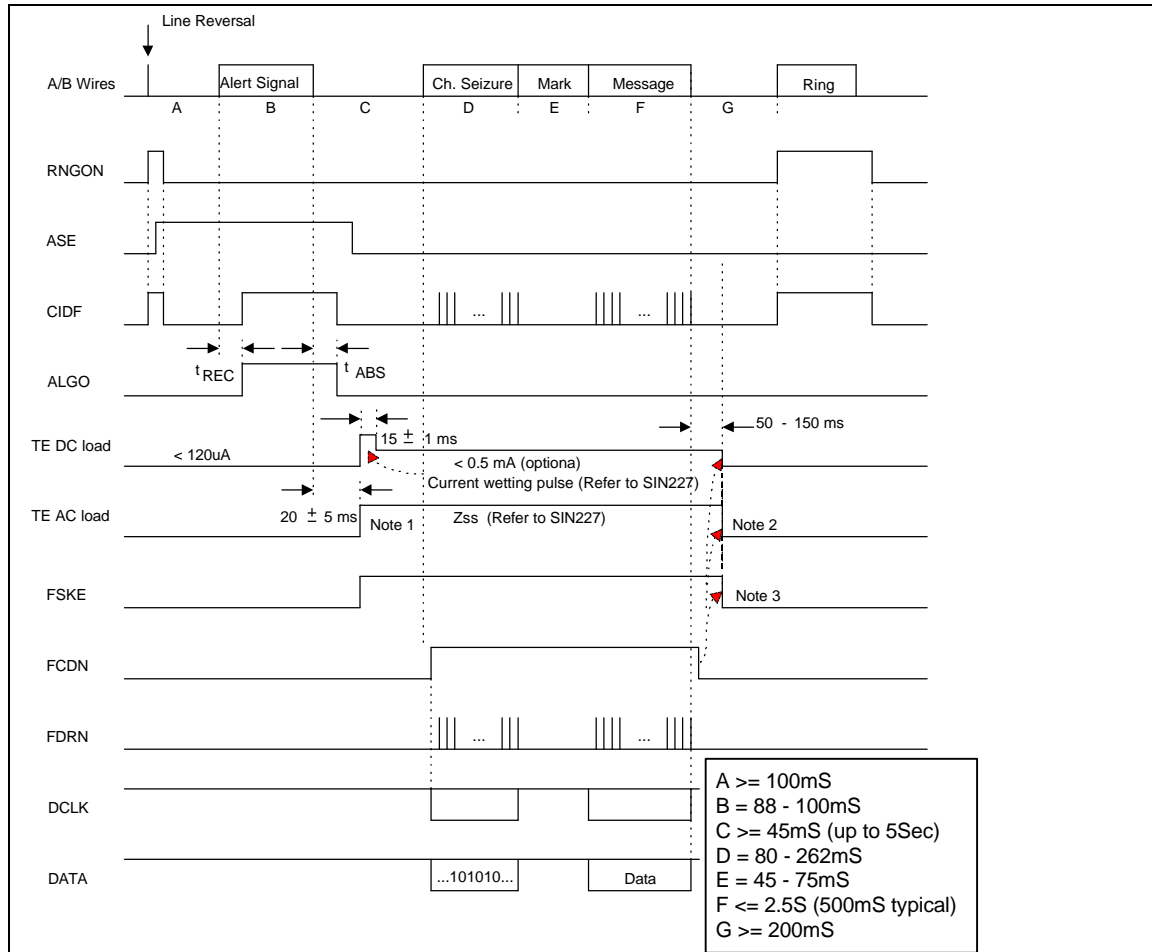 Line Reversal
A/B Wires
Alert Signal
Ch. Seizure
Mark
Message
Ring
A
B
C
D
E
F
G
RNGON
ASE
CIDF
...
...
tREC
tABS
ALGO
TE DC load
< 120uA
15 ± 1 ms
50 - 150 ms
< 0.5 mA (optiona)
Current wetting pulse (Refer to SIN227)
TE AC load
20 ± 5 ms
Note 1
Zss (Refer to SIN227)
Note 2
FSKE
Note 3
FCDN
FDRN
...
...
DCLK
DATA
...101010...
Data
A >= 100mS
B = 88 - 100mS
C >= 45mS (up to 5Sec)
D = 80 - 262mS
E = 45 - 75mS
F <= 2.5S (500mS typical)
G >= 200mS